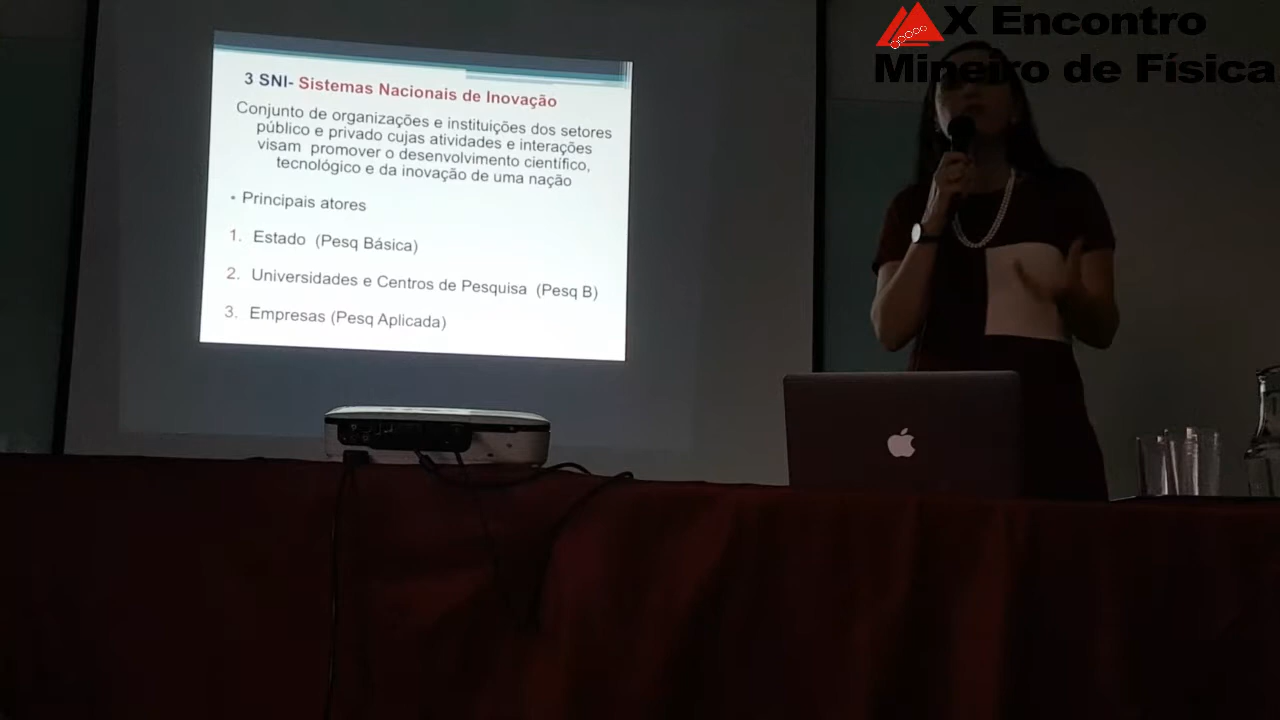 X Encontro
Mineiro de Física
3 SNI- Sistemas Nacionais de Inovação
Conjunto de organizações e instituições dos setores
público e privado cujas atividades e interações
visam promover o desenvolvimento científico,
tecnológico e da inovação de uma nação
• Principais atores
1. Estado (Pesq Básica)
2. Universidades e Centros de Pesquisa (Pesq B)
3. Empresas (Pesq Aplicada)